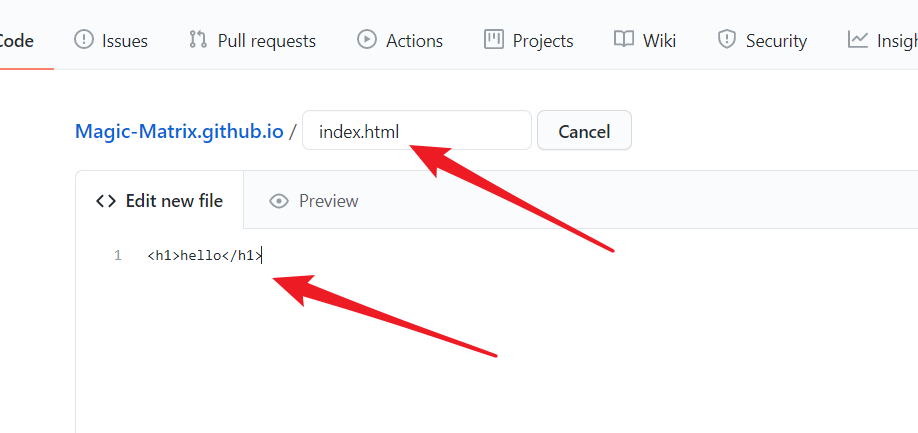 Code Issues Pull requests Actions Projects Wiki Security Insigh
Magic-Matrix.github.io / index.html Cancel
Edit new file Preview
1 <h1>hello</h1>